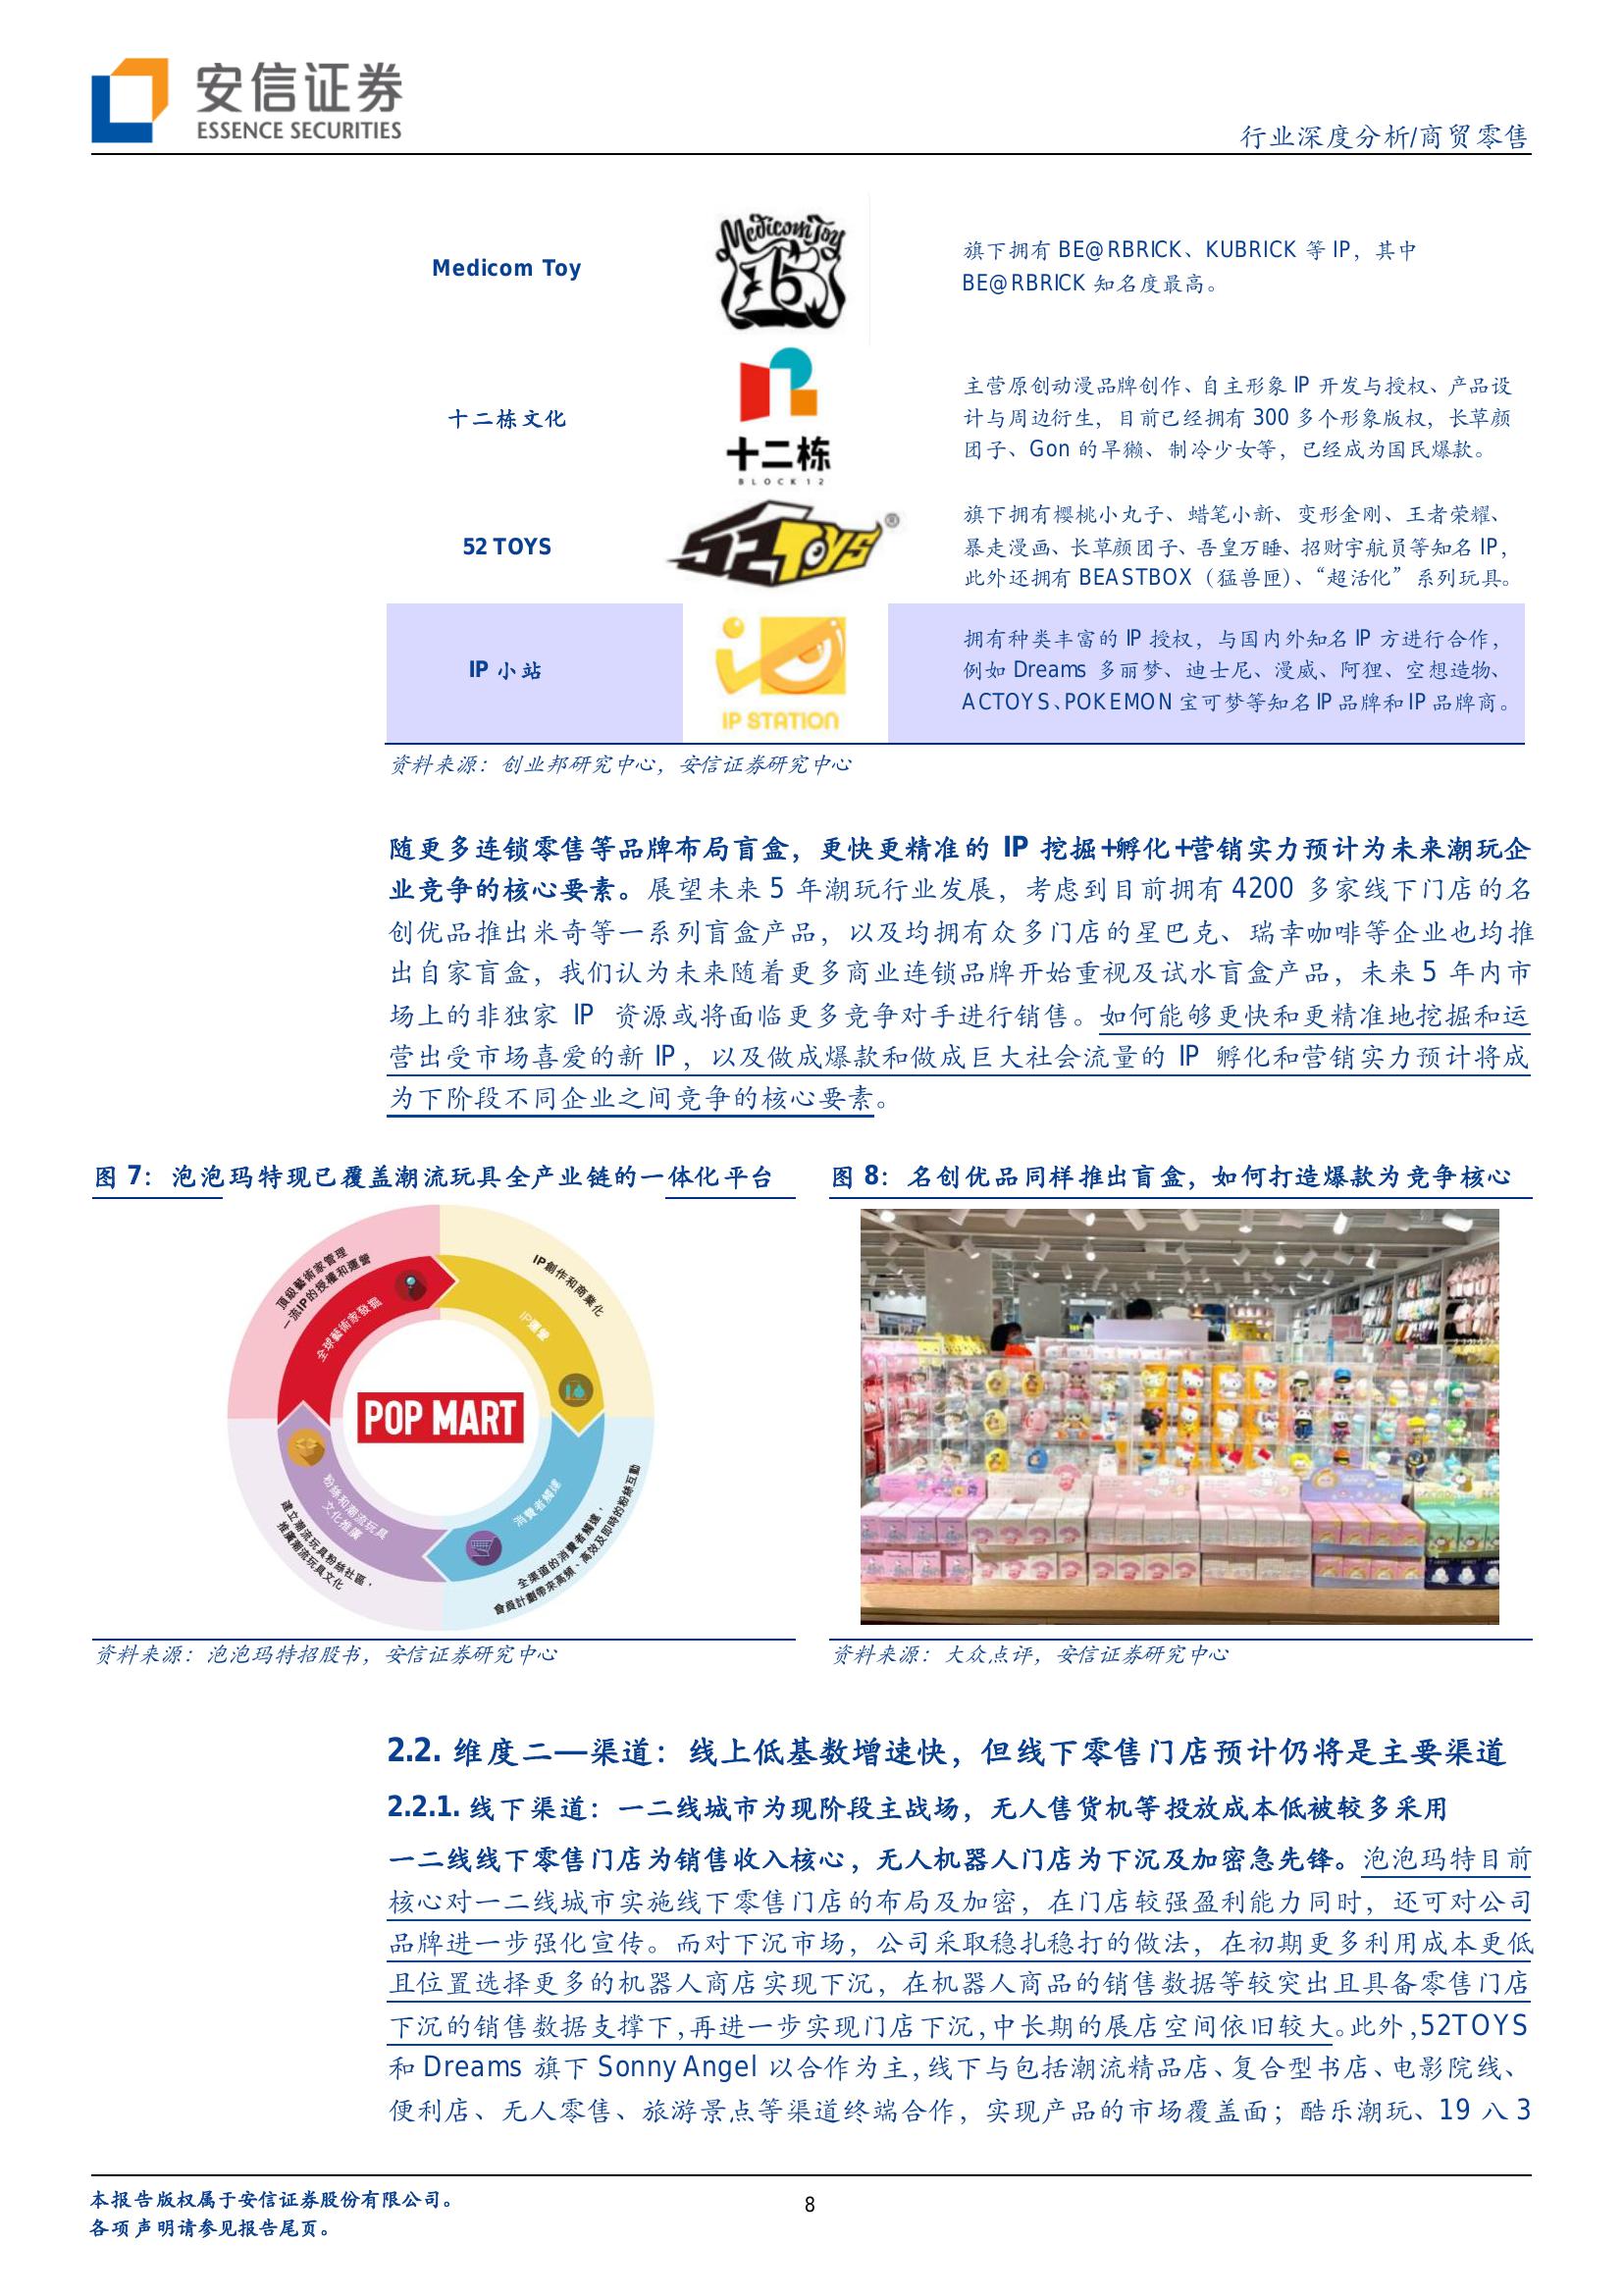 安信证券
ESSENCE SECURITIES
行业深度分析/商贸零售
Medicom Toy
MedicomToy
旗下拥有 BE@RBRICK、KUBRICK 等 IP，其中
BE@RBRICK 知名度最高。
十二栋文化
十二栋
BLOCK12
主营原创动漫品牌创作、自主形象 IP 开发与授权、产品设
计与周边衍生，目前已经拥有 300 多个形象版权，长草颜
团子、Gon 的旱獭、制冷少女等，已经成为国民爆款。
52 TOYS
52TOYS®
旗下拥有樱桃小丸子、蜡笔小新、变形金刚、王者荣耀、
暴走漫画、长草颜团子、吾皇万睡、招财宇航员等知名 IP，
此外还拥有 BEASTBOX（猛兽匣）、“超活化”系列玩具。
IP 小站
IP STATION
拥有种类丰富的 IP 授权，与国内外知名 IP 方进行合作，
例如 Dreams 多丽梦、迪士尼、漫威、阿狸、空想造物、
ACTOYS、POKEMON 宝可梦等知名 IP 品牌和 IP 品牌商。
资料来源：创业邦研究中心，安信证券研究中心
随更多连锁零售等品牌布局盲盒，更快更精准的 IP 挖掘+孵化+营销实力预计为未来潮玩企
业竞争的核心要素。展望未来 5 年潮玩行业发展，考虑到目前拥有 4200 多家线下门店的名
创优品推出米奇等一系列盲盒产品，以及均拥有众多门店的星巴克、瑞幸咖啡等企业也均推
出自家盲盒，我们认为未来随着更多商业连锁品牌开始重视及试水盲盒产品，未来 5 年内市
场上的非独家 IP 资源或将面临更多竞争对手进行销售。如何能够更快和更精准地挖掘和运
营出受市场喜爱的新 IP，以及做成爆款和做成巨大社会流量的 IP 孵化和营销实力预计将成
为下阶段不同企业之间竞争的核心要素。
图 7：泡泡玛特现已覆盖潮流玩具全产业链的一体化平台
頂級藝術家管理
一流IP的授權和運營
全球藝術家發掘
IP創作和商業化
IP運營
POP MART
粉絲和潮流玩具
文化推廣
建立潮流玩具粉絲社區，
推廣潮流玩具文化
消費者觸達
全渠道的消費者觸達，
會員計劃帶來高頻、高效及即時的粉絲互動
资料来源：泡泡玛特招股书，安信证券研究中心
图 8：名创优品同样推出盲盒，如何打造爆款为竞争核心
资料来源：大众点评，安信证券研究中心
2.2. 维度二—渠道：线上低基数增速快，但线下零售门店预计仍将是主要渠道
2.2.1. 线下渠道：一二线城市为现阶段主战场，无人售货机等投放成本低被较多采用
一二线线下零售门店为销售收入核心，无人机器人门店为下沉及加密急先锋。泡泡玛特目前
核心对一二线城市实施线下零售门店的布局及加密，在门店较强盈利能力同时，还可对公司
品牌进一步强化宣传。而对下沉市场，公司采取稳扎稳打的做法，在初期更多利用成本更低
且位置选择更多的机器人商店实现下沉，在机器人商品的销售数据等较突出且具备零售门店
下沉的销售数据支撑下，再进一步实现门店下沉，中长期的展店空间依旧较大。此外，52TOYS
和 Dreams 旗下 Sonny Angel 以合作为主，线下与包括潮流精品店、复合型书店、电影院线、
便利店、无人零售、旅游景点等渠道终端合作，实现产品的市场覆盖面；酷乐潮玩、19 八 3
本报告版权属于安信证券股份有限公司。
各项声明请参见报告尾页。
8